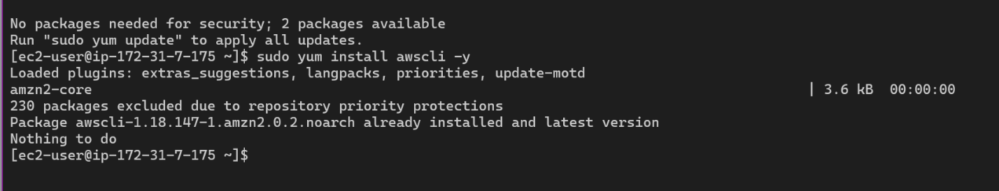 No packages needed for security; 2 packages available
Run "sudo yum update" to apply all updates.
[ec2-user@ip-172-31-7-175 ~]$ sudo yum install awscli -y
Loaded plugins: extras_suggestions, langpacks, priorities, update-motd
amzn2-core | 3.6 kB 00:00:00
230 packages excluded due to repository priority protections
Package awscli-1.18.147-1.amzn2.0.2.noarch already installed and latest version
Nothing to do
[ec2-user@ip-172-31-7-175 ~]$